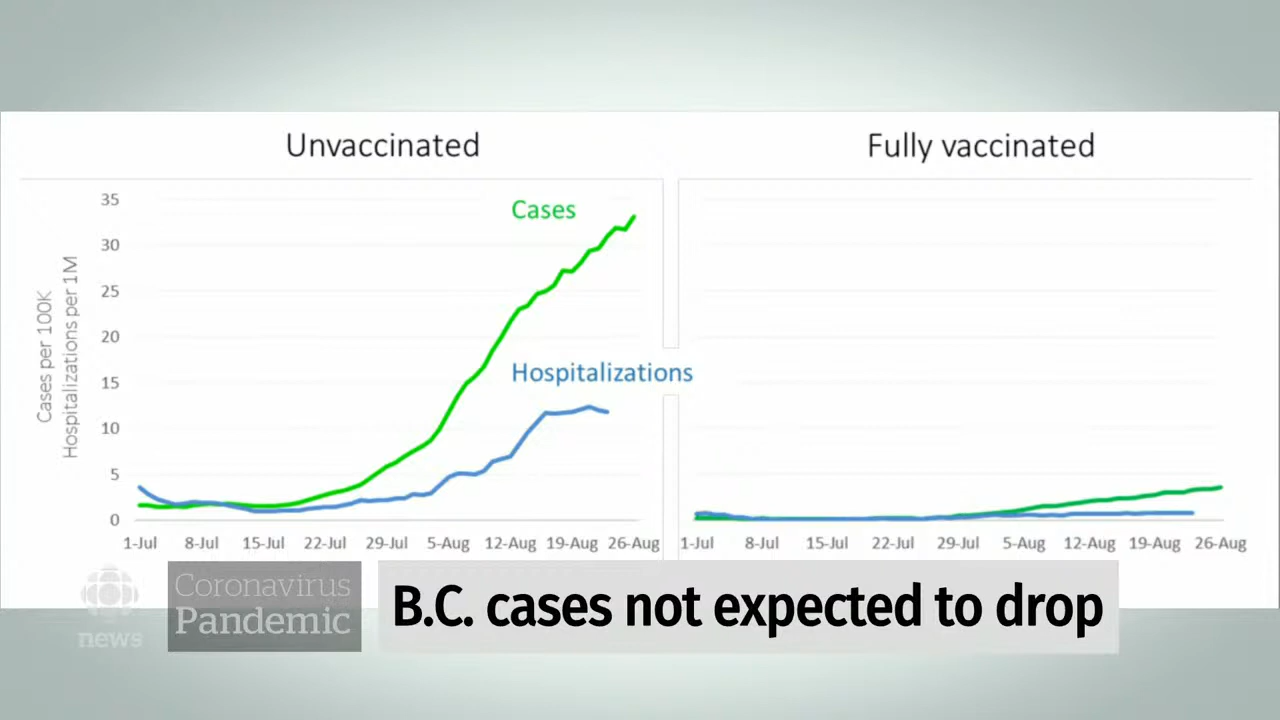 Unvaccinated
Fully vaccinated
Cases per 100K
Hospitalizations per 1M
35
30
25
20
15
10
5
0
Cases
Hospitalizations
1-Jul 8-Jul 15-Jul 22-Jul 29-Jul 5-Aug 12-Aug 19-Aug 26-Aug
1-Jul 8-Jul 15-Jul 22-Jul 29-Jul 5-Aug 12-Aug 19-Aug 26-Aug
news
Coronavirus
Pandemic
B.C. cases not expected to drop